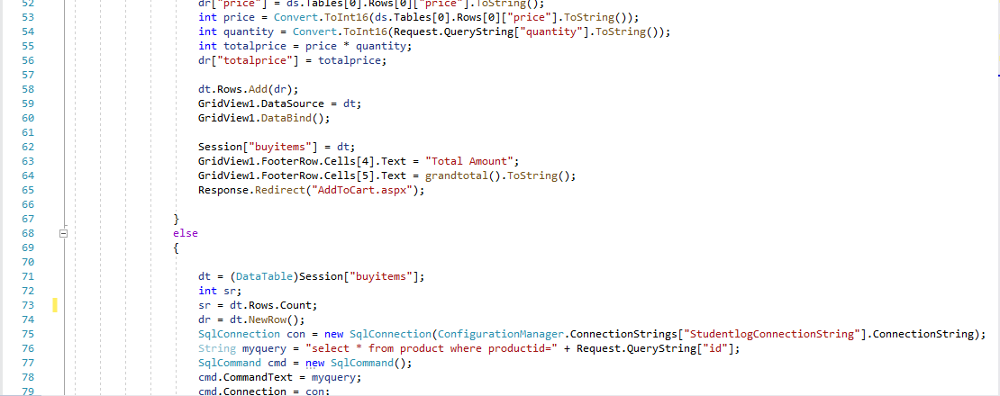 52 dr["price"] = ds.Tables[0].Rows[0]["price"].ToString();
53 int price = Convert.ToInt16(ds.Tables[0].Rows[0]["price"].ToString());
54 int quantity = Convert.ToInt16(Request.QueryString["quantity"].ToString());
55 int totalprice = price * quantity;
56 dr["totalprice"] = totalprice;
57
58 dt.Rows.Add(dr);
59 GridView1.DataSource = dt;
60 GridView1.DataBind();
61
62 Session["buyitems"] = dt;
63 GridView1.FooterRow.Cells[4].Text = "Total Amount";
64 GridView1.FooterRow.Cells[5].Text = grandtotal().ToString();
65 Response.Redirect("AddToCart.aspx");
66
67 }
68 else
69 {
70
71 dt = (DataTable)Session["buyitems"];
72 int sr;
73 sr = dt.Rows.Count;
74 dr = dt.NewRow();
75 SqlConnection con = new SqlConnection(ConfigurationManager.ConnectionStrings["StudentlogConnectionString"].ConnectionString);
76 String myquery = "select * from product where productid=" + Request.QueryString["id"];
77 SqlCommand cmd = new SqlCommand();
78 cmd.CommandText = myquery;
79 cmd.Connection = con;